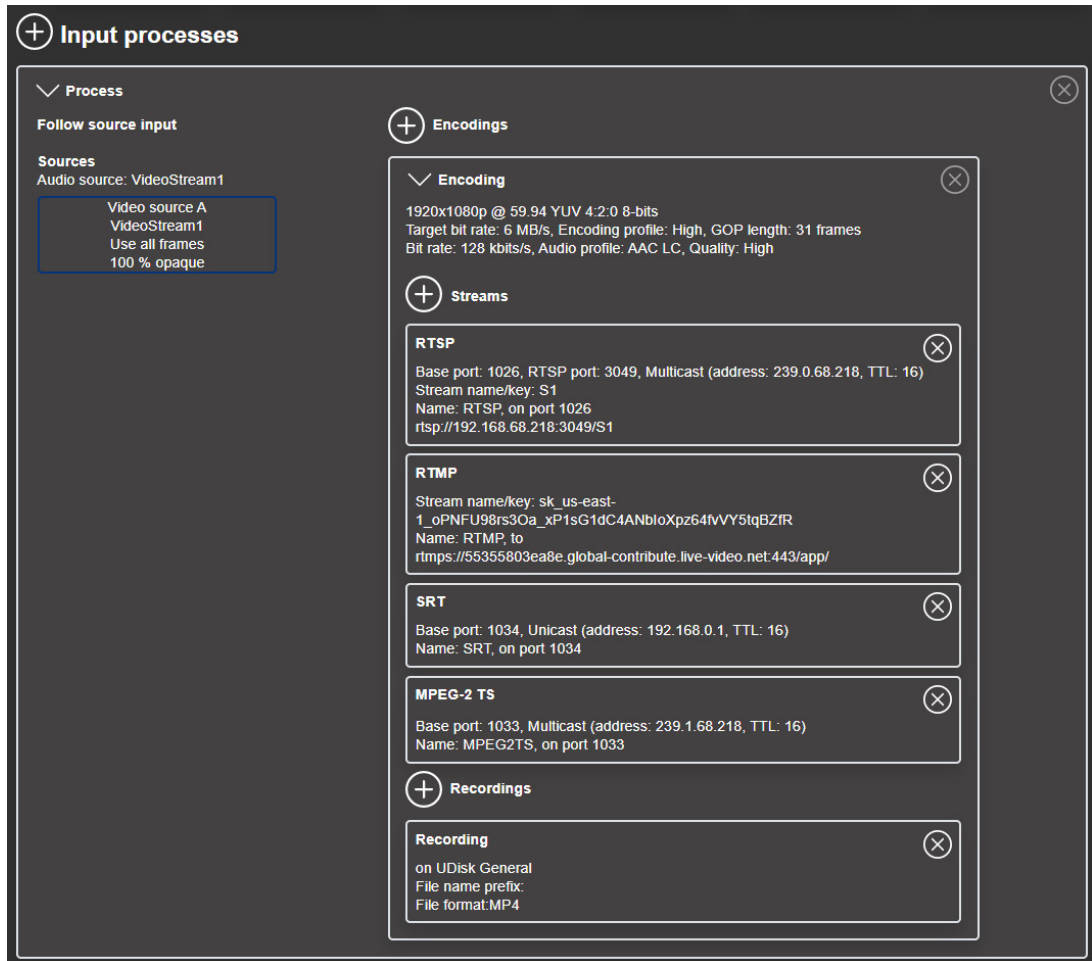 Input processes
Process
Follow source input
Sources
Audio source: VideoStream1
Video source A
VideoStream1
Use all frames
100 % opaque
Encodings
Encoding
1920x1080p @ 59.94 YUV 4:2:0 8-bits
Target bit rate: 6 MB/s, Encoding profile: High, GOP length: 31 frames
Bit rate: 128 kbits/s, Audio profile: AAC LC, Quality: High
Streams
RTSP
Base port: 1026, RTSP port: 3049, Multicast (address: 239.0.68.218, TTL: 16)
Stream name/key: S1
Name: RTSP, on port 1026
rtsp://192.168.68.218:3049/S1
RTMP
Stream name/key: sk_us-east-
1_oPNFU98rs3Oa_xP1sG1dC4ANbIoXpz64fvVY5tqBZfR
Name: RTMP, to
rtmps://55355803ea8e.global-contribute.live-video.net:443/app/
SRT
Base port: 1034, Unicast (address: 192.168.0.1, TTL: 16)
Name: SRT, on port 1034
MPEG-2 TS
Base port: 1033, Multicast (address: 239.1.68.218, TTL: 16)
Name: MPEG2TS, on port 1033
Recordings
Recording
on UDisk General
File name prefix:
File format:MP4